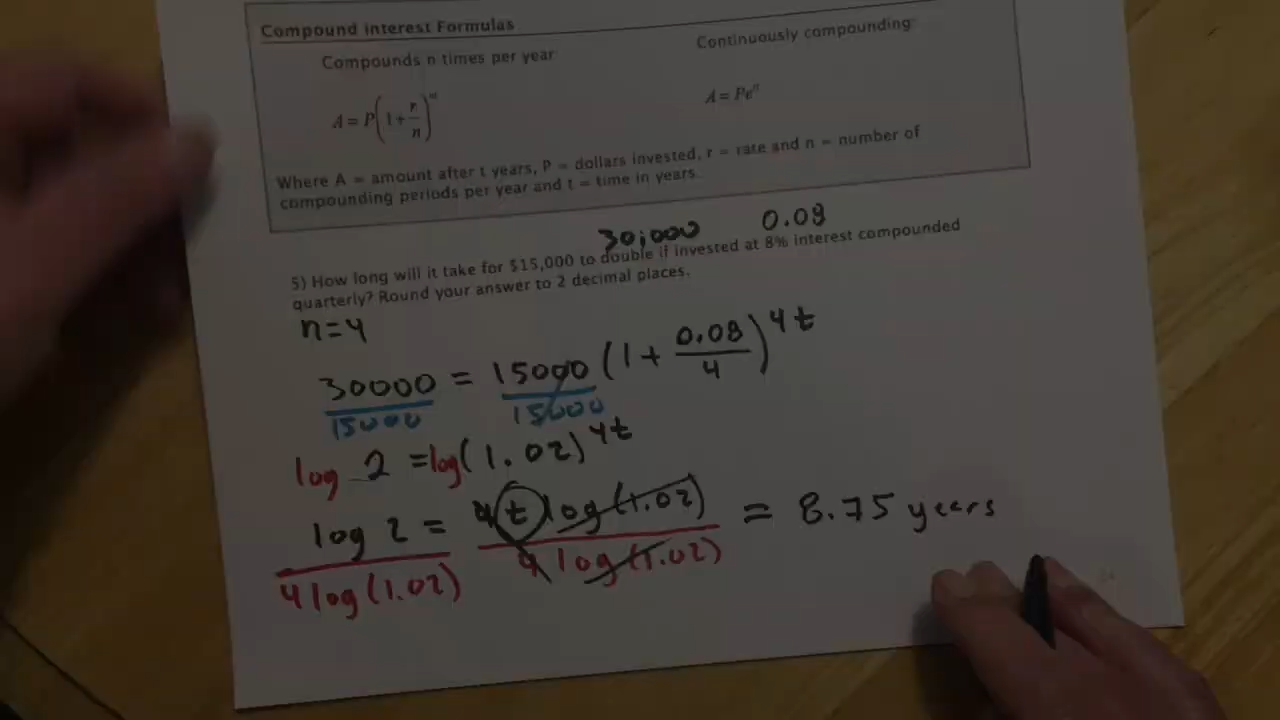 Compound interest Formulas
Compounds n times per year
Continuously compounding:
A = P(1 + r/n)^nt
A = Pe^rt
Where A = amount after t years, P = dollars invested, r = rate and n = number of
compounding periods per year and t = time in years.
30,000 0.08
5) How long will it take for $15,000 to double if invested at 8% interest compounded
quarterly? Round your answer to 2 decimal places.
n=4
30000/15000 = 15000/15000 (1 + 0.08/4)^4t
log 2 = log(1.02)^4t
log 2/4 log(1.02) = 4t log(1.02)/4 log(1.02) = 8.75 years